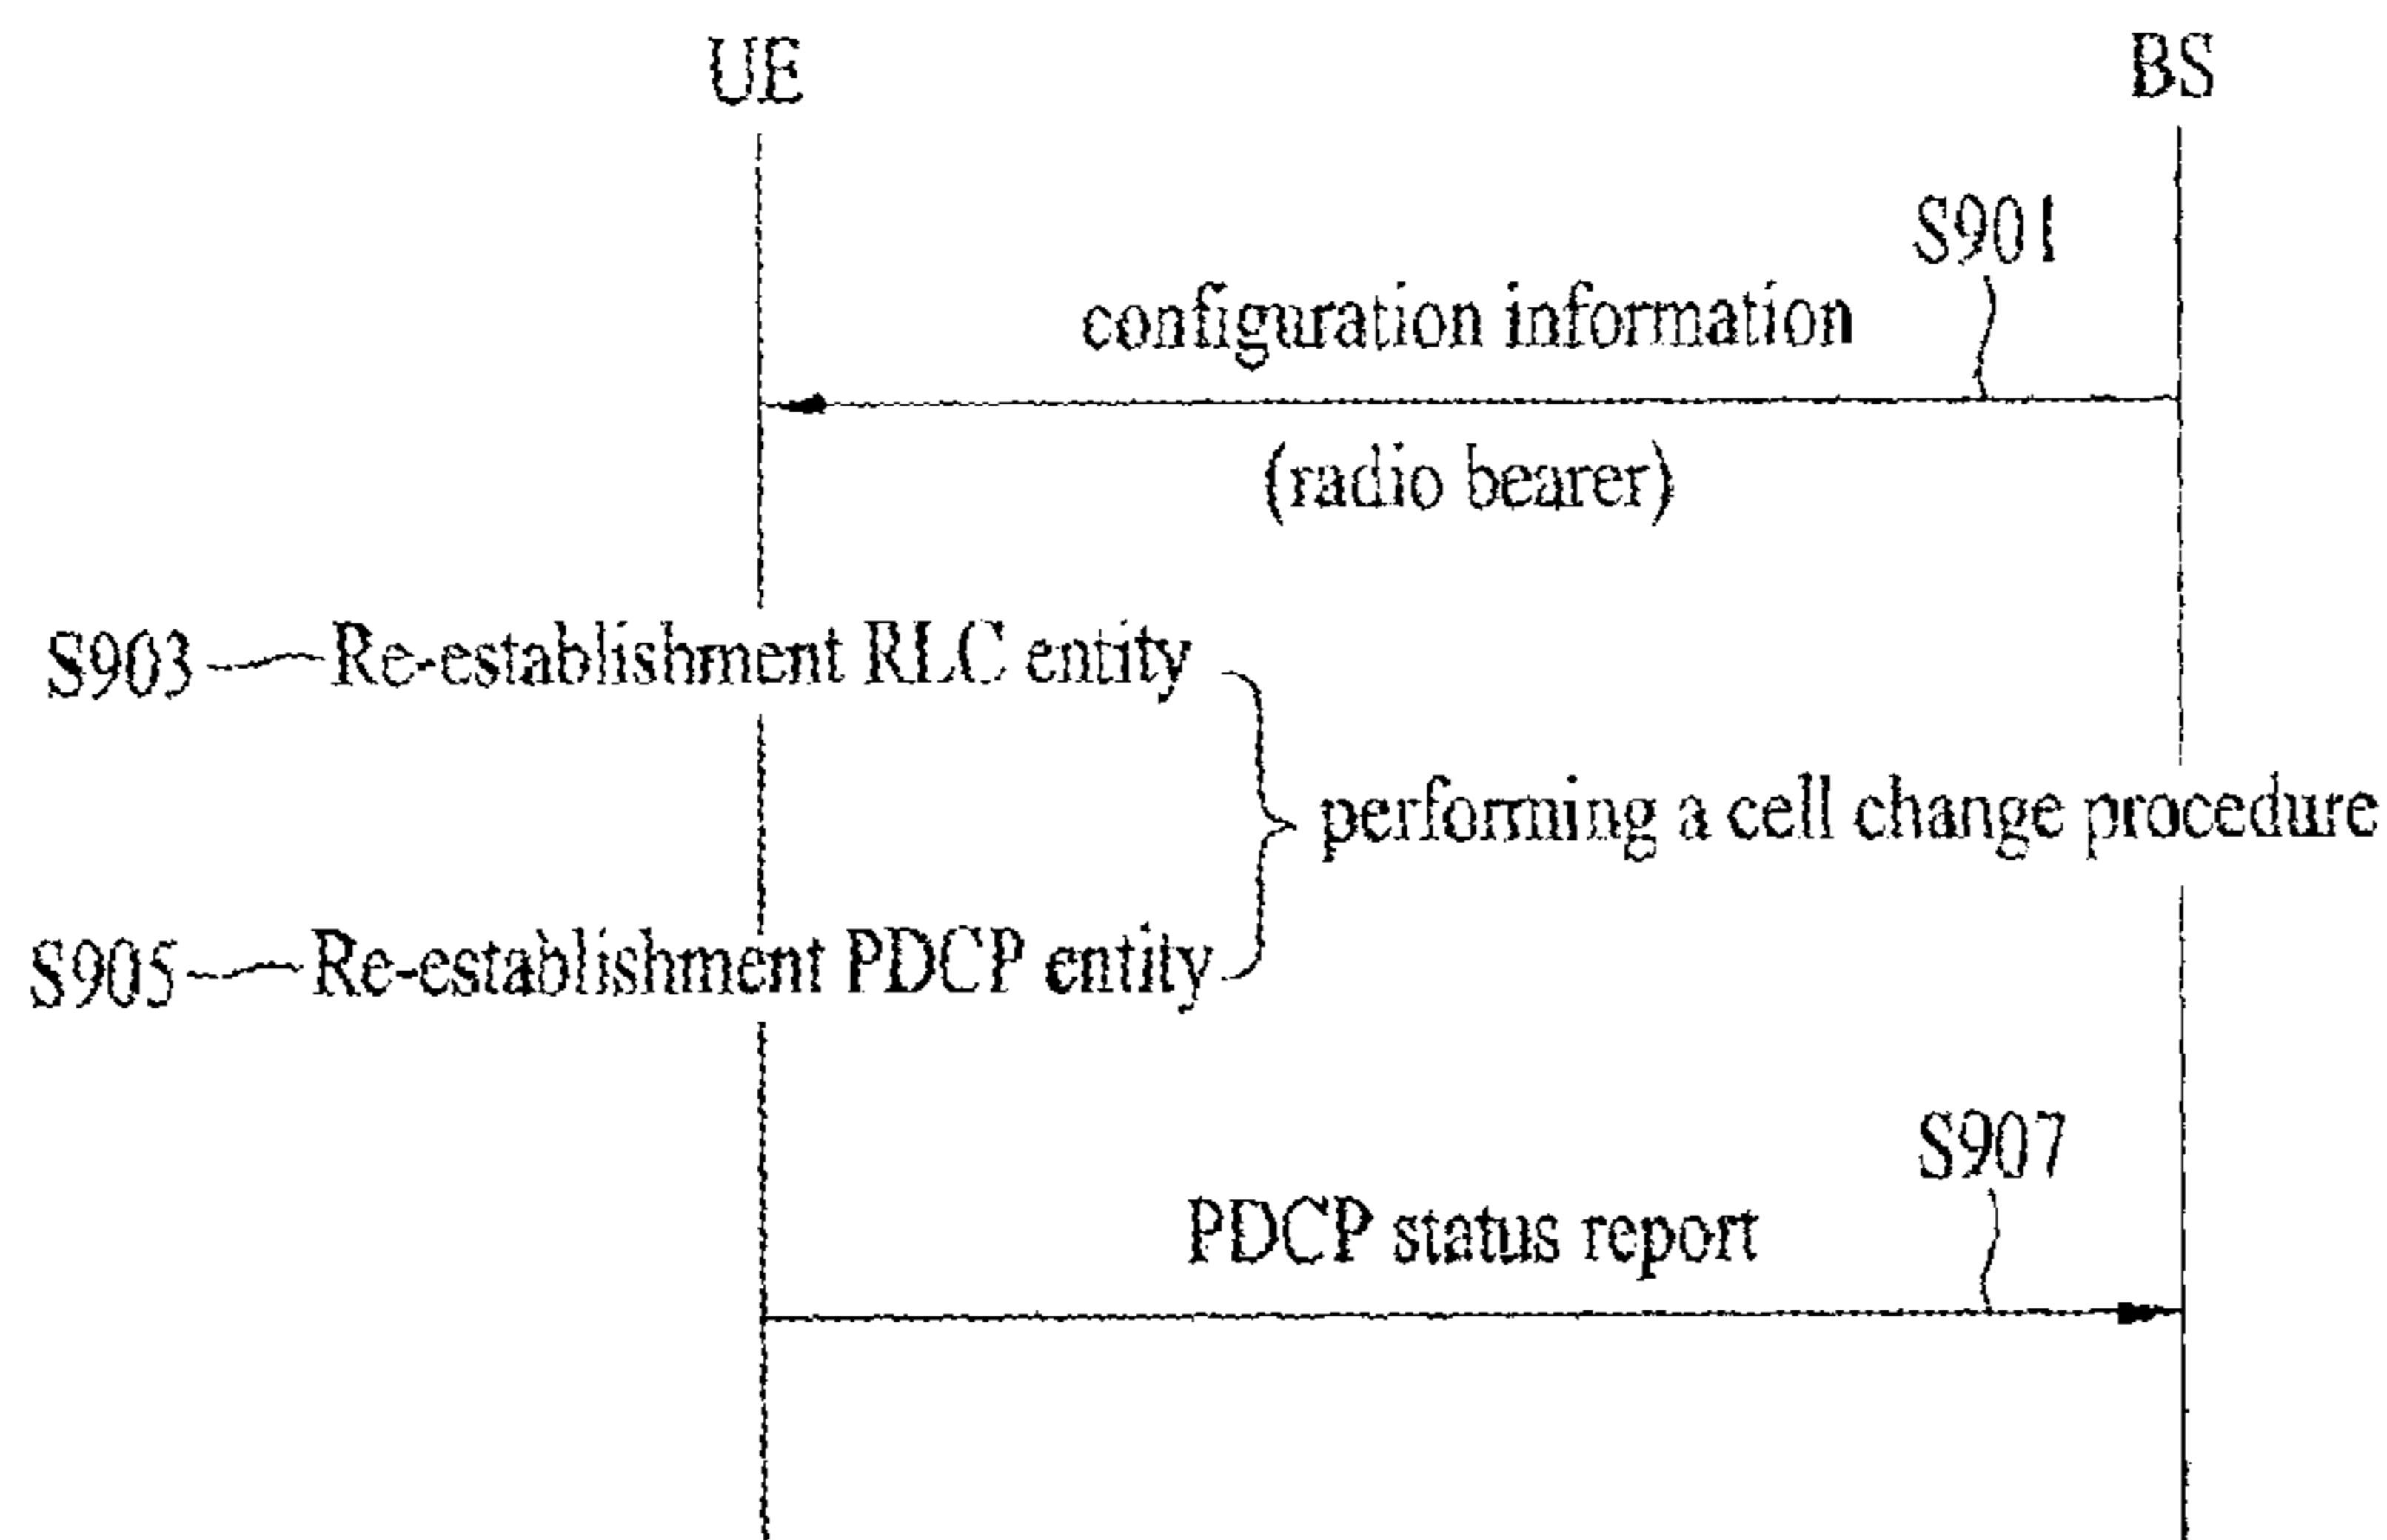 UE
BS
S901
configuration information
(radio bearer)
S903
Re-establishment RLC entity
performing a cell change procedure
S905
Re-establishment PDCP entity
S907
PDCP status report